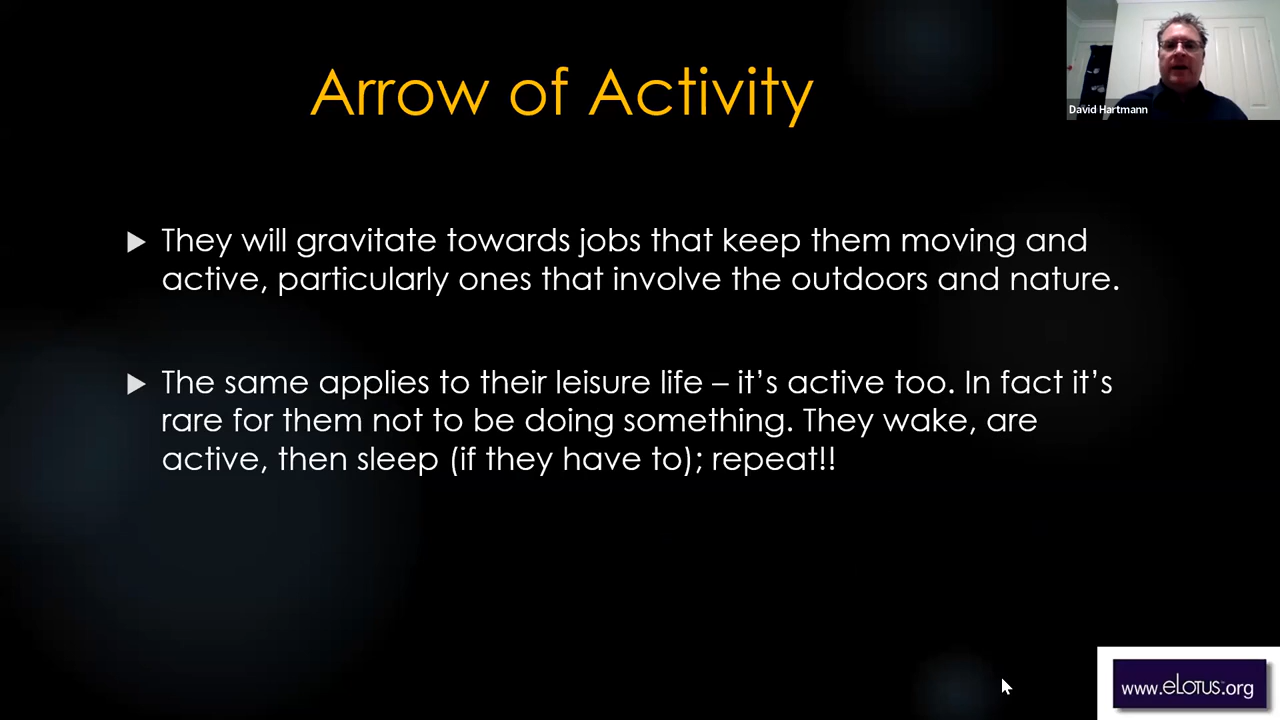 Arrow of Activity
David Hartmann
▶ They will gravitate towards jobs that keep them moving and
active, particularly ones that involve the outdoors and nature.
▶ The same applies to their leisure life – it’s active too. In fact it’s
rare for them not to be doing something. They wake, are
active, then sleep (if they have to); repeat!!
www.eLotus.org